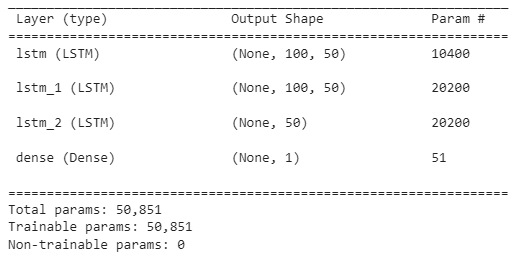 Layer (type) Output Shape Param #
=================================================================
lstm (LSTM) (None, 100, 50) 10400
lstm_1 (LSTM) (None, 100, 50) 20200
lstm_2 (LSTM) (None, 50) 20200
dense (Dense) (None, 1) 51
=================================================================
Total params: 50,851
Trainable params: 50,851
Non-trainable params: 0